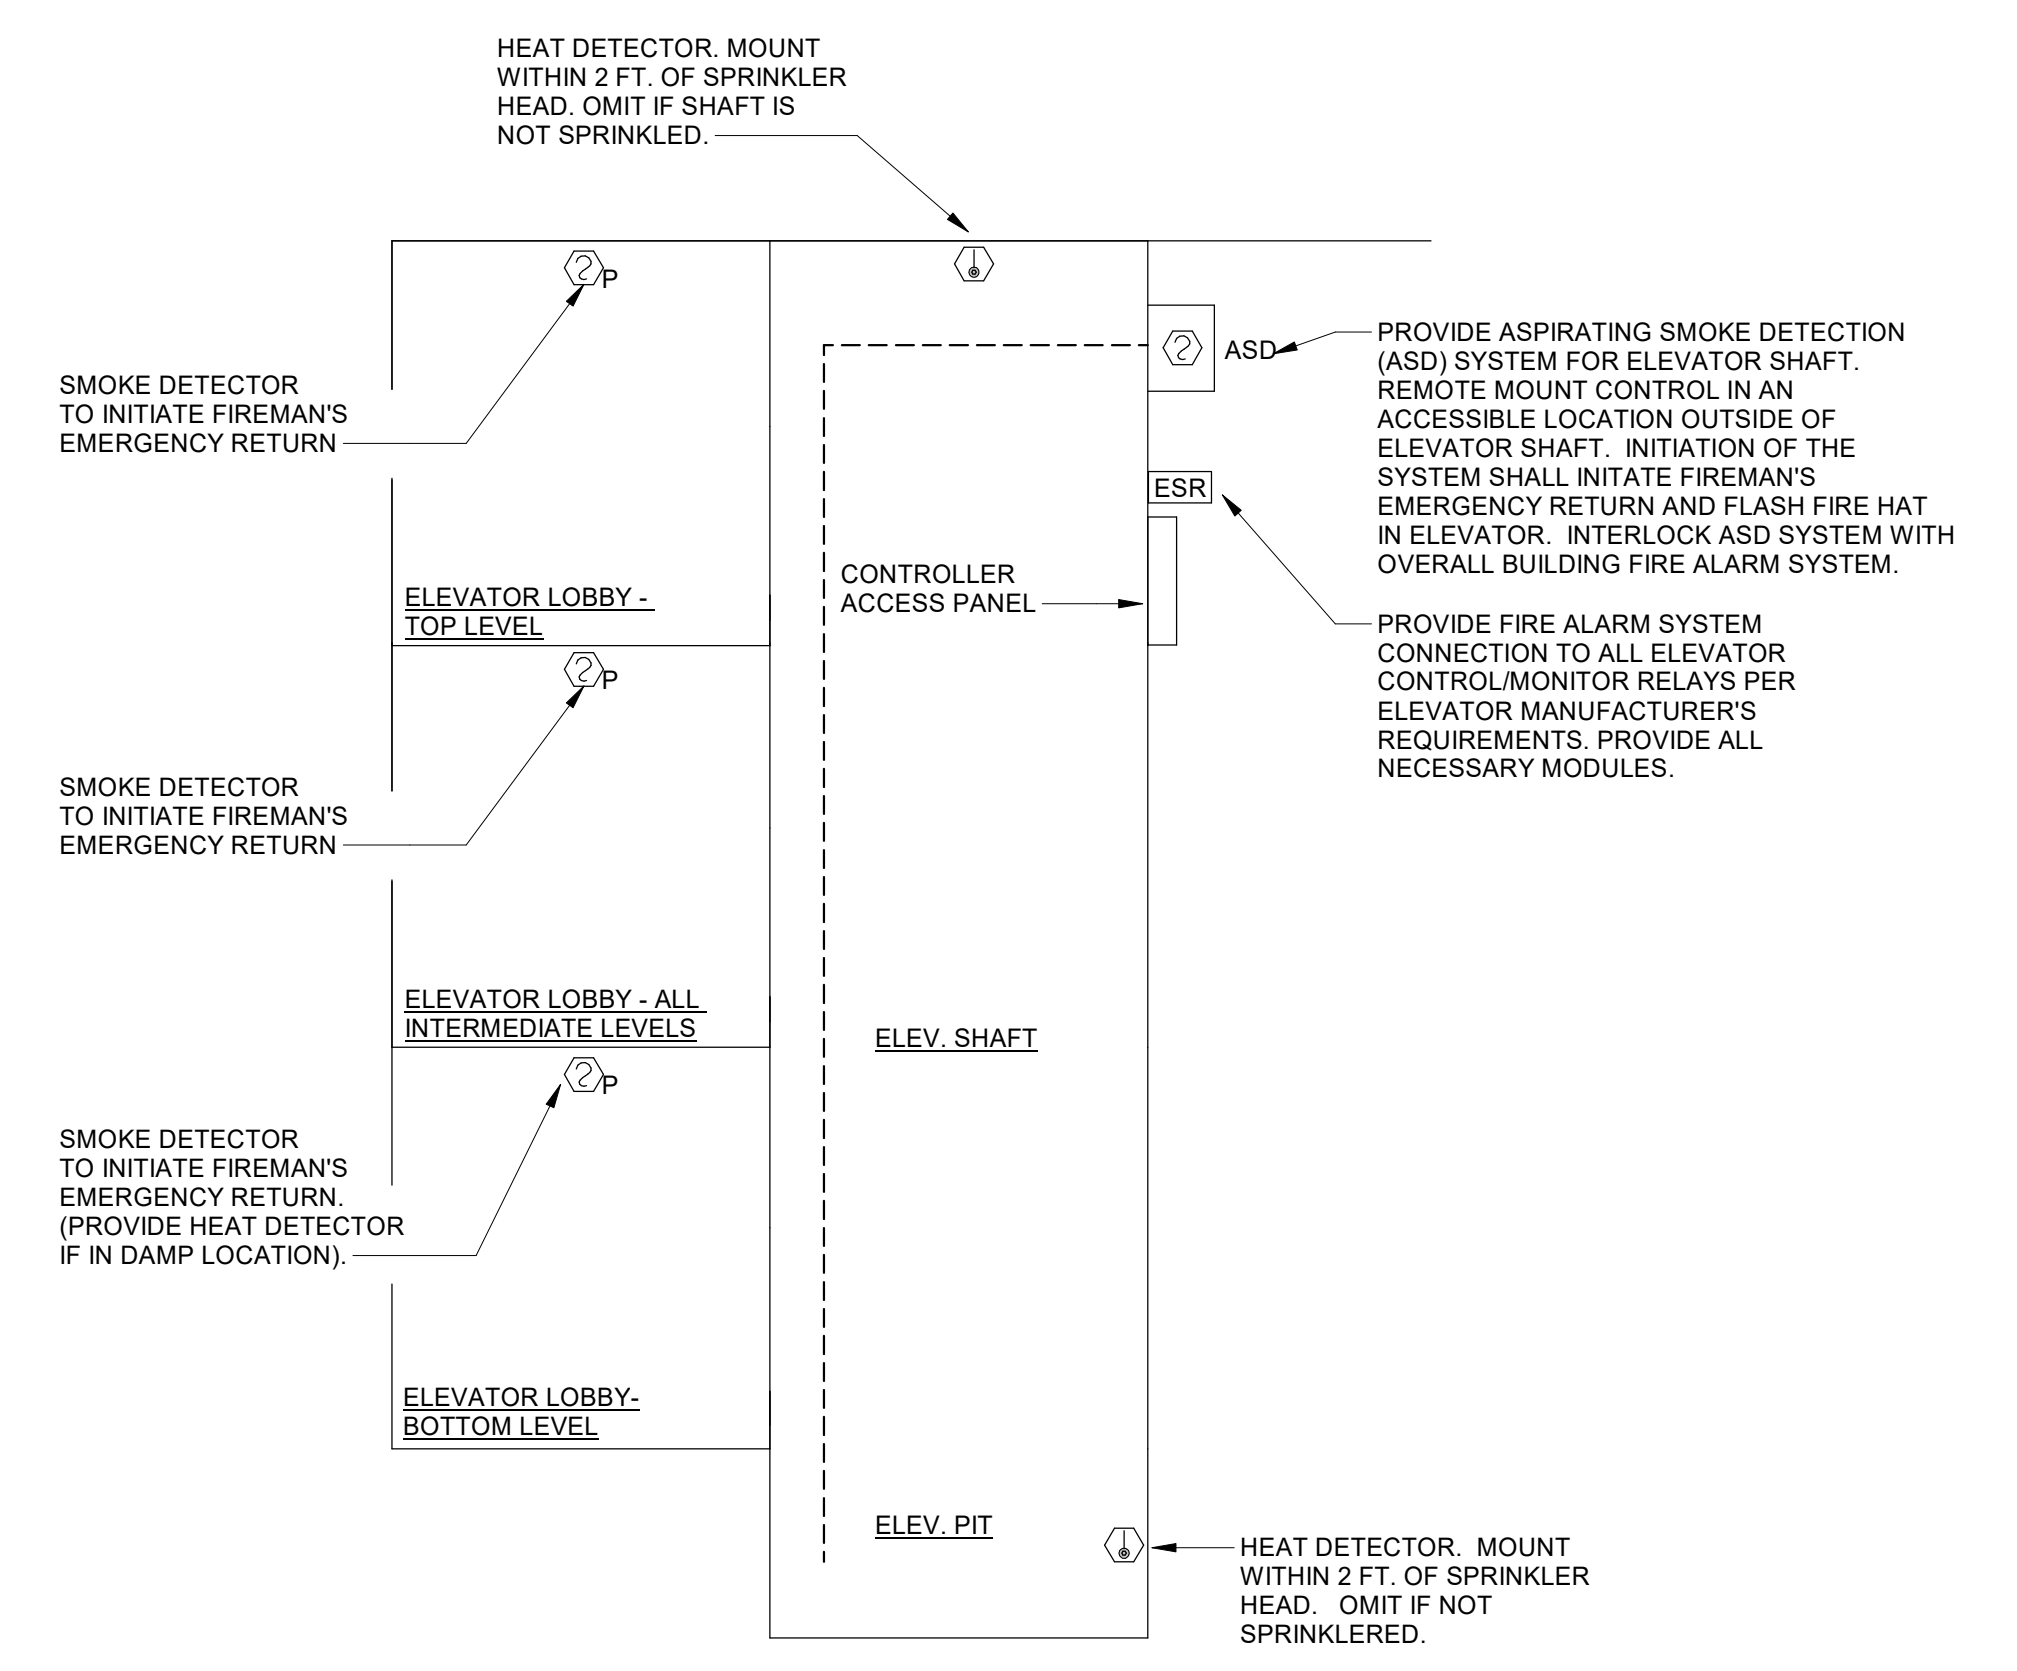 HEAT DETECTOR. MOUNT
WITHIN 2 FT. OF SPRINKLER
HEAD. OMIT IF SHAFT IS
NOT SPRINKLED.
P
SMOKE DETECTOR
TO INITIATE FIREMAN'S
EMERGENCY RETURN
ASD
PROVIDE ASPIRATING SMOKE DETECTION
(ASD) SYSTEM FOR ELEVATOR SHAFT.
REMOTE MOUNT CONTROL IN AN
ACCESSIBLE LOCATION OUTSIDE OF
ELEVATOR SHAFT.  INITIATION OF THE
SYSTEM SHALL INITATE FIREMAN'S
EMERGENCY RETURN AND FLASH FIRE HAT
IN ELEVATOR.  INTERLOCK ASD SYSTEM WITH
OVERALL BUILDING FIRE ALARM SYSTEM.
ESR
CONTROLLER
ACCESS PANEL
ELEVATOR LOBBY -
TOP LEVEL
PROVIDE FIRE ALARM SYSTEM
CONNECTION TO ALL ELEVATOR
CONTROL/MONITOR RELAYS PER
ELEVATOR MANUFACTURER'S
REQUIREMENTS. PROVIDE ALL
NECESSARY MODULES.
P
SMOKE DETECTOR
TO INITIATE FIREMAN'S
EMERGENCY RETURN
ELEVATOR LOBBY - ALL
INTERMEDIATE LEVELS
ELEV. SHAFT
P
SMOKE DETECTOR
TO INITIATE FIREMAN'S
EMERGENCY RETURN.
(PROVIDE HEAT DETECTOR
IF IN DAMP LOCATION).
ELEVATOR LOBBY-
BOTTOM LEVEL
ELEV. PIT
HEAT DETECTOR.  MOUNT
WITHIN 2 FT. OF SPRINKLER
HEAD.   OMIT IF NOT
SPRINKLERED.